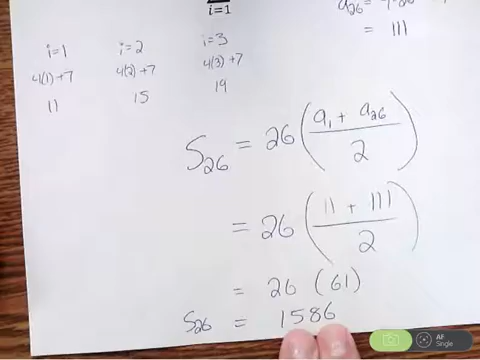 i=1
a₂₆ =
= 111
i=1 i=2 i=3
4(1)+7 4(2)+7 4(3)+7
11 15 19
S₂₆ = 26 ( (a₁ + a₂₆) / 2 )
= 26 ( (11 + 111) / 2 )
= 26 (61)
S₂₆ = 1586
AF
Single